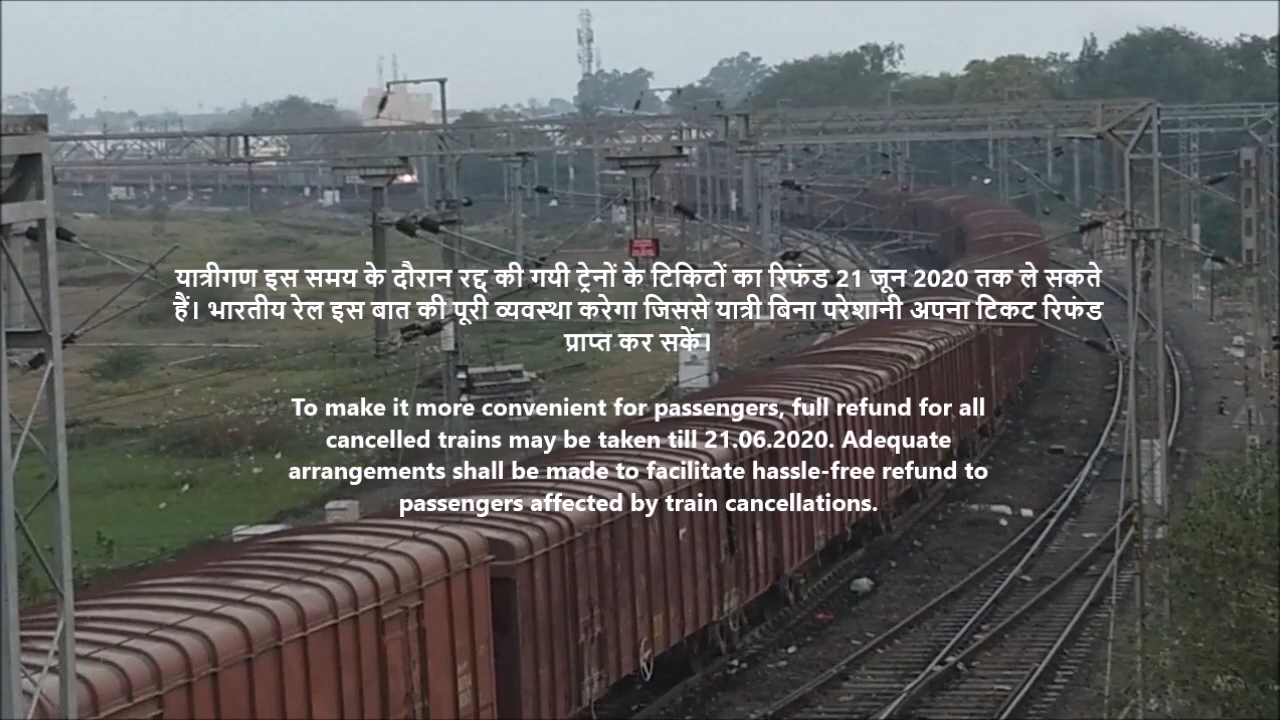 यात्रीगण इस समय के दौरान रद्द की गयी ट्रेनों के टिकिटों का रिफंड 21 जून 2020 तक ले सकते
हैं। भारतीय रेल इस बात की पूरी व्यवस्था करेगा जिससे यात्री बिना परेशानी अपना टिकट रिफंड
प्राप्त कर सकें।
To make it more convenient for passengers, full refund for all
cancelled trains may be taken till 21.06.2020. Adequate
arrangements shall be made to facilitate hassle-free refund to
passengers affected by train cancellations.